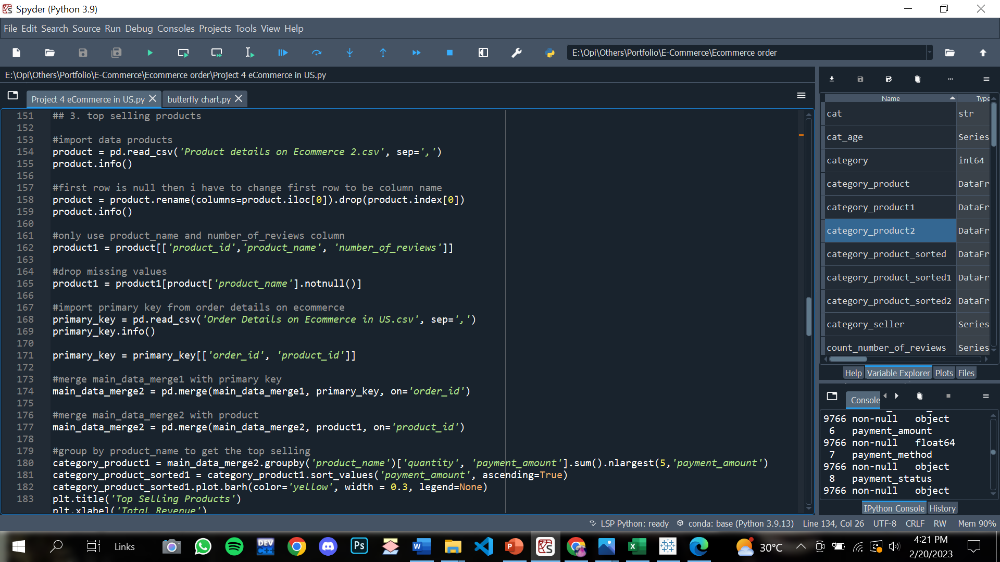 Spyder (Python 3.9)
File Edit Search Source Run Debug Consoles Projects Tools View Help
E:\Opi\Others\Portfolio\E-Commerce\Ecommerce order
E:\Opi\Others\Portfolio\E-Commerce\Ecommerce order\Project 4 eCommerce in US.py
Project 4 eCommerce in US.py
butterfly chart.py
151 ## 3. top selling products
152
153 #import data products
154 product = pd.read_csv('Product details on Ecommerce 2.csv', sep=',')
155 product.info()
156
157 #first row is null then i have to change first row to be column name
158 product = product.rename(columns=product.iloc[0]).drop(product.index[0])
159 product.info()
160
161 #only use product_name and number_of_reviews column
162 product1 = product[['product_id','product_name', 'number_of_reviews']]
163
164 #drop missing values
165 product1 = product1[product['product_name'].notnull()]
166
167 #import primary key from order details on ecommerce
168 primary_key = pd.read_csv('Order Details on Ecommerce in US.csv', sep=',')
169 primary_key.info()
170
171 primary_key = primary_key[['order_id', 'product_id']]
172
173 #merge main_data_merge1 with primary key
174 main_data_merge2 = pd.merge(main_data_merge1, primary_key, on='order_id')
175
176 #merge main_data_merge2 with product
177 main_data_merge2 = pd.merge(main_data_merge2, product1, on='product_id')
178
179 #group by product_name to get the top selling
180 category_product1 = main_data_merge2.groupby('product_name')['quantity', 'payment_amount'].sum().nlargest(5,'payment_amount')
181 category_product_sorted1 = category_product1.sort_values('payment_amount', ascending=True)
182 category_product_sorted1.plot.barh(color='yellow', width = 0.3, legend=None)
183 plt.title('Top Selling Products')
plt.xlabel('Total Revenue')
Name Type
cat str
cat_age Series
category int64
category_product DataFr
category_product1 DataFr
category_product2 DataFr
category_product_sorted DataFr
category_product_sorted1 DataFr
category_product_sorted2 DataFr
category_seller Series
count_number_of_reviews Series
Help Variable Explorer Plots Files
Console
9766 non-null object
6 payment_amount
9766 non-null float64
7 payment_method
9766 non-null object
8 payment_status
9766 non-null object
IPython Console History
LSP Python: ready conda: base (Python 3.9.13) Line 134, Col 26 UTF-8 CRLF RW Mem 90%
Links
DEV C++
Ps
W
P
X
30°C
4:21 PM
2/20/2023